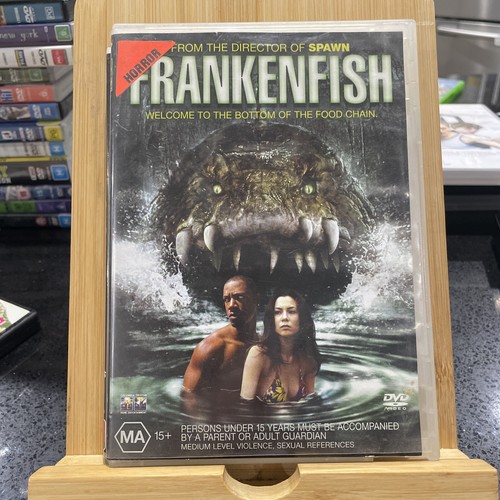 HORROR
FROM THE DIRECTOR OF SPAWN
FRANKENFISH
WELCOME TO THE BOTTOM OF THE FOOD CHAIN.
DVD
VIDEO
MA 15+
PERSONS UNDER 15 YEARS MUST BE ACCOMPANIED
BY A PARENT OR ADULT GUARDIAN
MEDIUM LEVEL VIOLENCE, SEXUAL REFERENCES